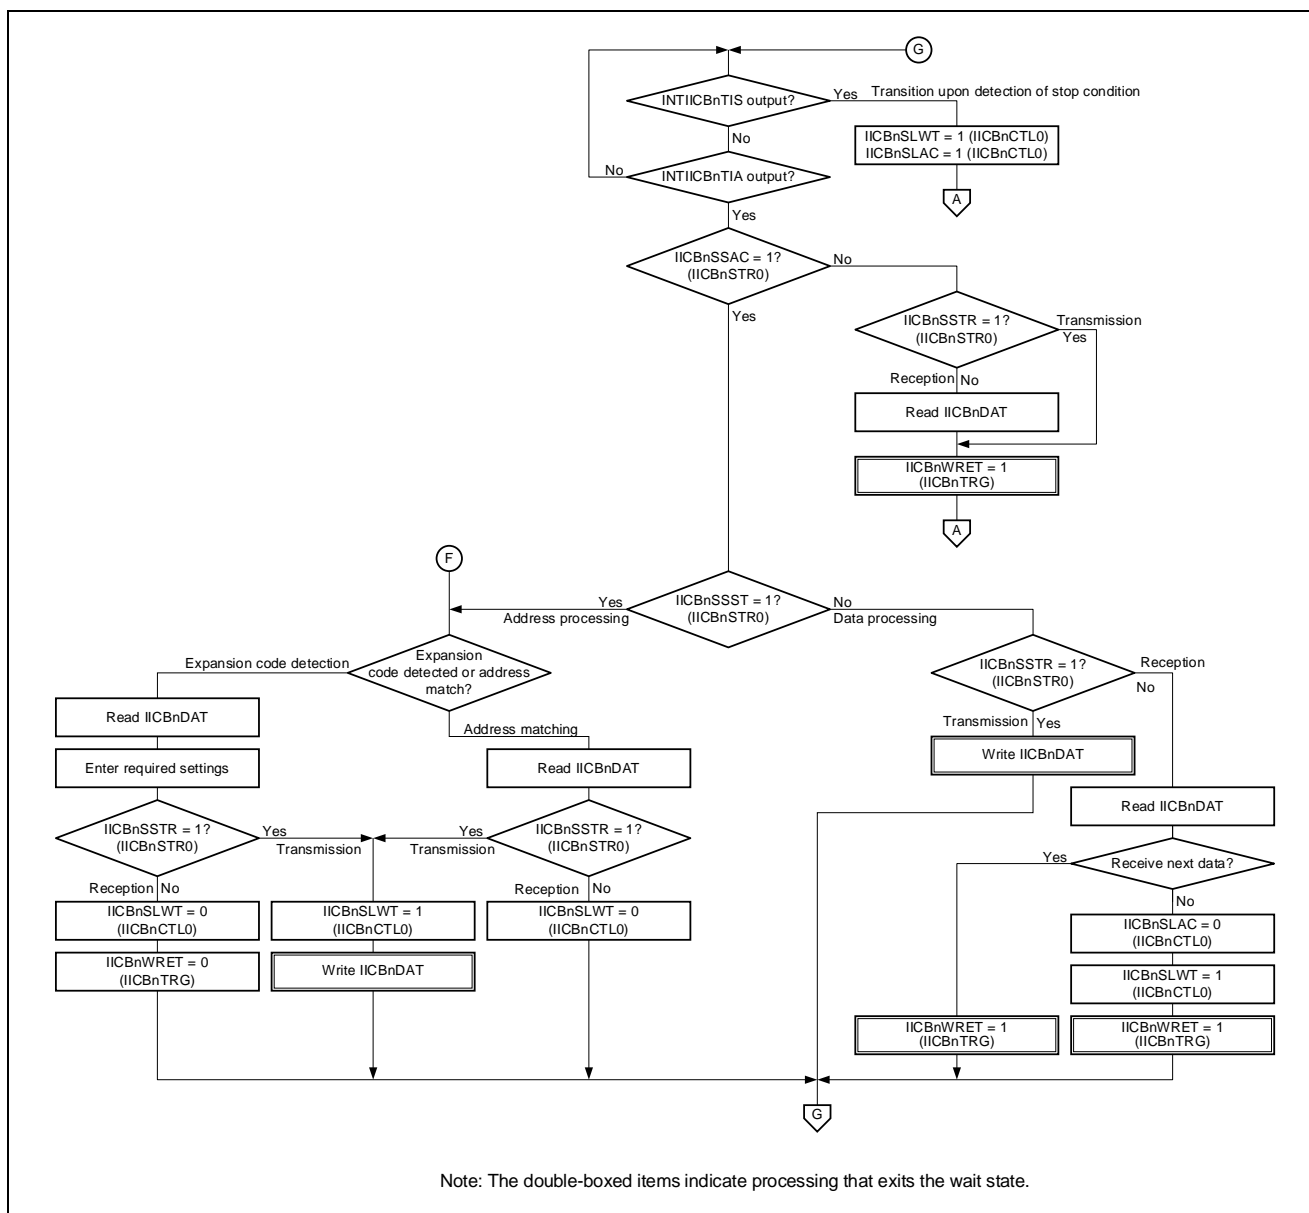 G
INTIICBnTIS output?
Yes
Transition upon detection of stop condition
No
IICBnSLWT = 1 (IICBnCTL0)
IICBnSLAC = 1 (IICBnCTL0)
No
INTIICBnTIA output?
A
Yes
IICBnSSAC = 1?
(IICBnSTR0)
No
Yes
IICBnSSTR = 1?
(IICBnSTR0)
Transmission
Yes
Reception
No
Read IICBnDAT
IICBnWRET = 1
(IICBnTRG)
A
F
IICBnSSST = 1?
(IICBnSTR0)
Yes
Address processing
No
Data processing
Expansion code detection
Expansion
code detected or address
match?
IICBnSSTR = 1?
(IICBnSTR0)
Reception
No
Read IICBnDAT
Address matching
Transmission
Yes
Enter required settings
Read IICBnDAT
Write IICBnDAT
Read IICBnDAT
IICBnSSTR = 1?
(IICBnSTR0)
Yes
Transmission
Yes
Transmission
IICBnSSTR = 1?
(IICBnSTR0)
Yes
Receive next data?
Reception
No
Reception
No
No
IICBnSLWT = 0
(IICBnCTL0)
IICBnSLWT = 1
(IICBnCTL0)
IICBnSLWT = 0
(IICBnCTL0)
IICBnSLAC = 0
(IICBnCTL0)
IICBnWRET = 0
(IICBnTRG)
Write IICBnDAT
IICBnSLWT = 1
(IICBnCTL0)
IICBnWRET = 1
(IICBnTRG)
IICBnWRET = 1
(IICBnTRG)
G
Note: The double-boxed items indicate processing that exits the wait state.